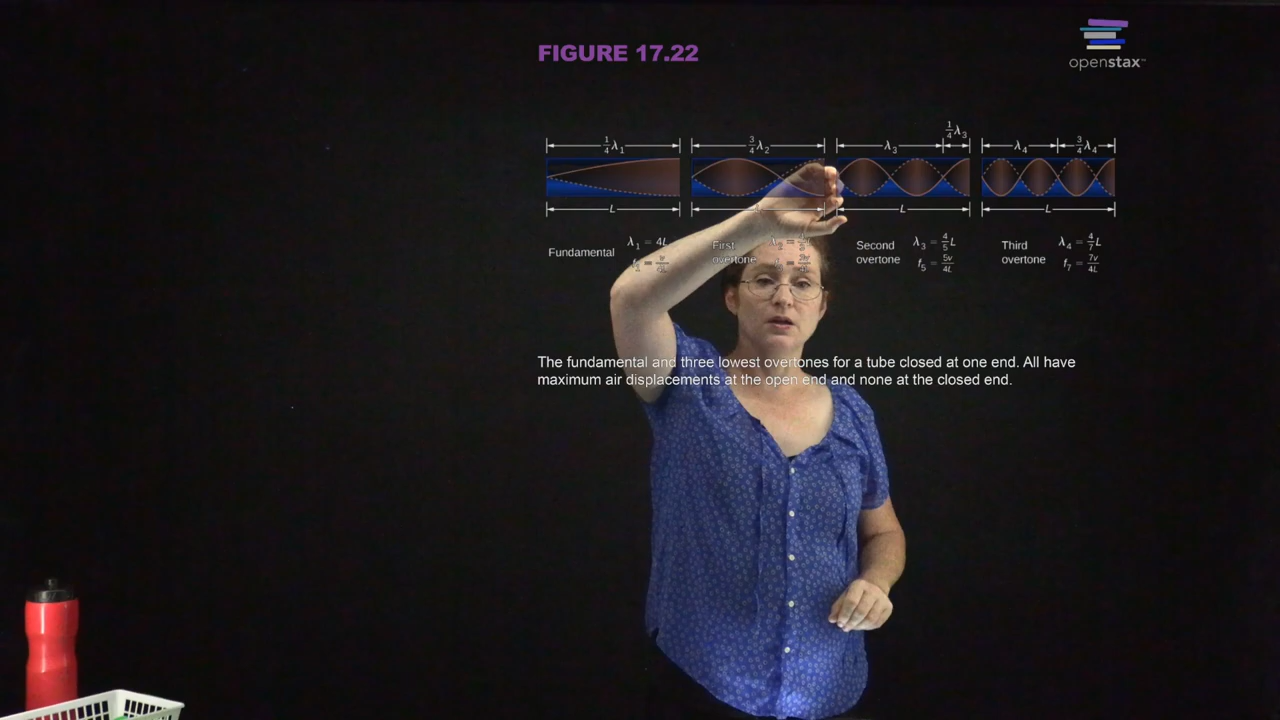 FIGURE 17.22
openstax™
¼λ₁
¾λ₂
λ₃
¼λ₃
λ₄
¾λ₄
L
L
L
Fundamental
λ₁ = 4L
First
overtone
Second
overtone
λ₃ = 4/5 L
f₅ = 5v/4L
Third
overtone
λ₄ = 4/7 L
f₇ = 7v/4L
The fundamental and three lowest overtones for a tube closed at one end. All have
maximum air displacements at the open end and none at the closed end.